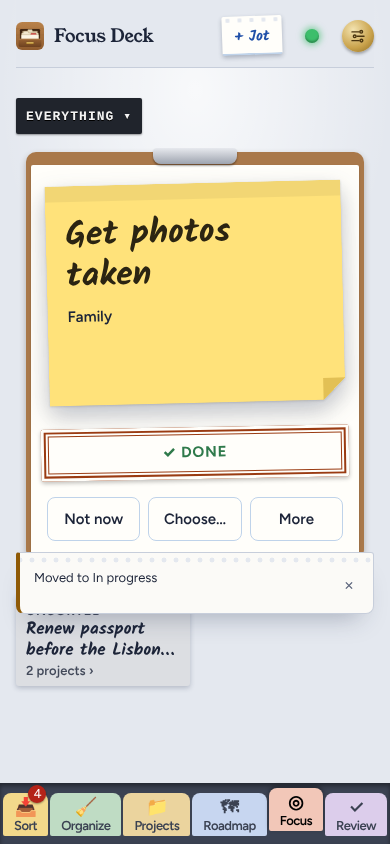 Focus Deck
+ Jot
EVERYTHING ▾
Get photos
taken
Family
✓ DONE
Not now
Choose...
More
Moved to In progress
×
Renew passport
before the Lisbon...
2 projects ›
4
Sort
Organize
Projects
Roadmap
Focus
Review